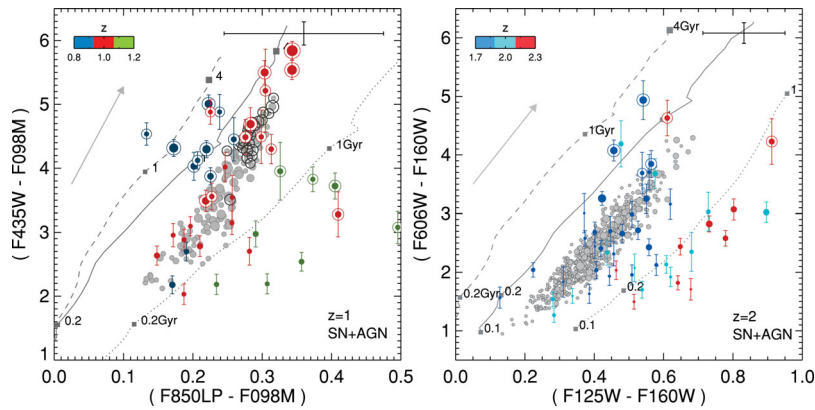 z
0.8 1.0 1.2
4
4
1
1
1Gyr
0.2
0.2Gyr
z=1
SN+AGN
6
5
4
3
2
1
0.0 0.1 0.2 0.3 0.4 0.5
( F850LP - F098M )
( F435W - F098M )
z
1.7 2.0 2.3
4Gyr
1Gyr
1
0.2Gyr
0.2
0.2
0.1
0.1
z=2
SN+AGN
6
5
4
3
2
1
0.0 0.2 0.4 0.6 0.8 1.0
( F125W - F160W )
( F606W - F160W )